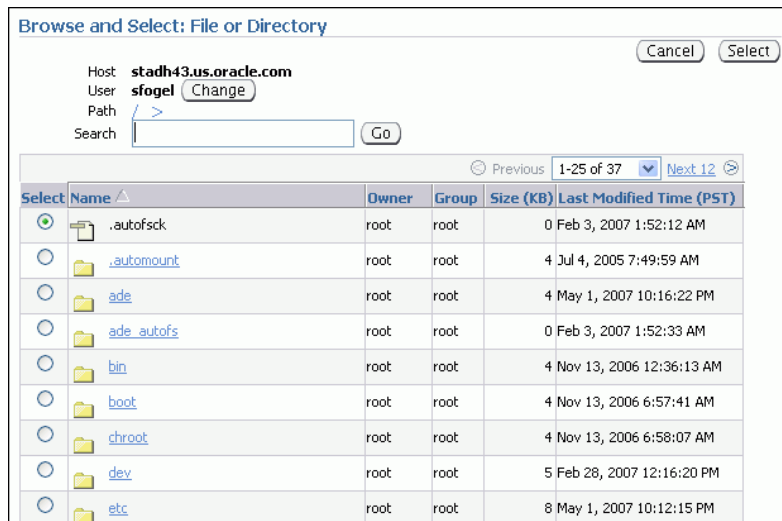 Browse and Select: File or Directory
Cancel Select
Host stadh43.us.oracle.com
User sfogel Change
Path / >
Search Go
Previous 1-25 of 37 Next 12
Select Name Owner Group Size (KB) Last Modified Time (PST)
.autofsck root root 0 Feb 3, 2007 1:52:12 AM
.automount root root 4 Jul 4, 2005 7:49:59 AM
ade root root 4 May 1, 2007 10:16:22 PM
ade_autofs root root 0 Feb 3, 2007 1:52:33 AM
bin root root 4 Nov 13, 2006 12:36:13 AM
boot root root 4 Nov 13, 2006 6:57:41 AM
chroot root root 4 Nov 13, 2006 6:58:07 AM
dev root root 5 Feb 28, 2007 12:16:20 PM
etc root root 8 May 1, 2007 10:12:15 PM